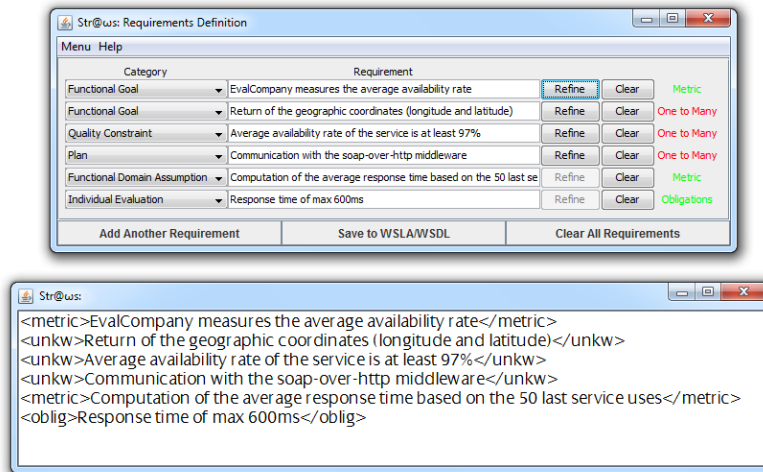 Str@ωs: Requirements Definition
Menu Help
Category Requirement
Functional Goal EvalCompany measures the average availability rate Refine Clear Metric
Functional Goal Return of the geographic coordinates (longitude and latitude) Refine Clear One to Many
Quality Constraint Average availability rate of the service is at least 97% Refine Clear One to Many
Plan Communication with the soap-over-http middleware Refine Clear One to Many
Functional Domain Assumption Computation of the average response time based on the 50 last se Refine Clear Metric
Individual Evaluation Response time of max 600ms Refine Clear Obligations
Add Another Requirement Save to WSLA/WSDL Clear All Requirements
Str@ωs:
<metric>EvalCompany measures the average availability rate</metric>
<unkw>Return of the geographic coordinates (longitude and latitude)</unkw>
<unkw>Average availability rate of the service is at least 97%</unkw>
<unkw>Communication with the soap-over-http middleware</unkw>
<metric>Computation of the average response time based on the 50 last service uses</metric>
<oblig>Response time of max 600ms</oblig>